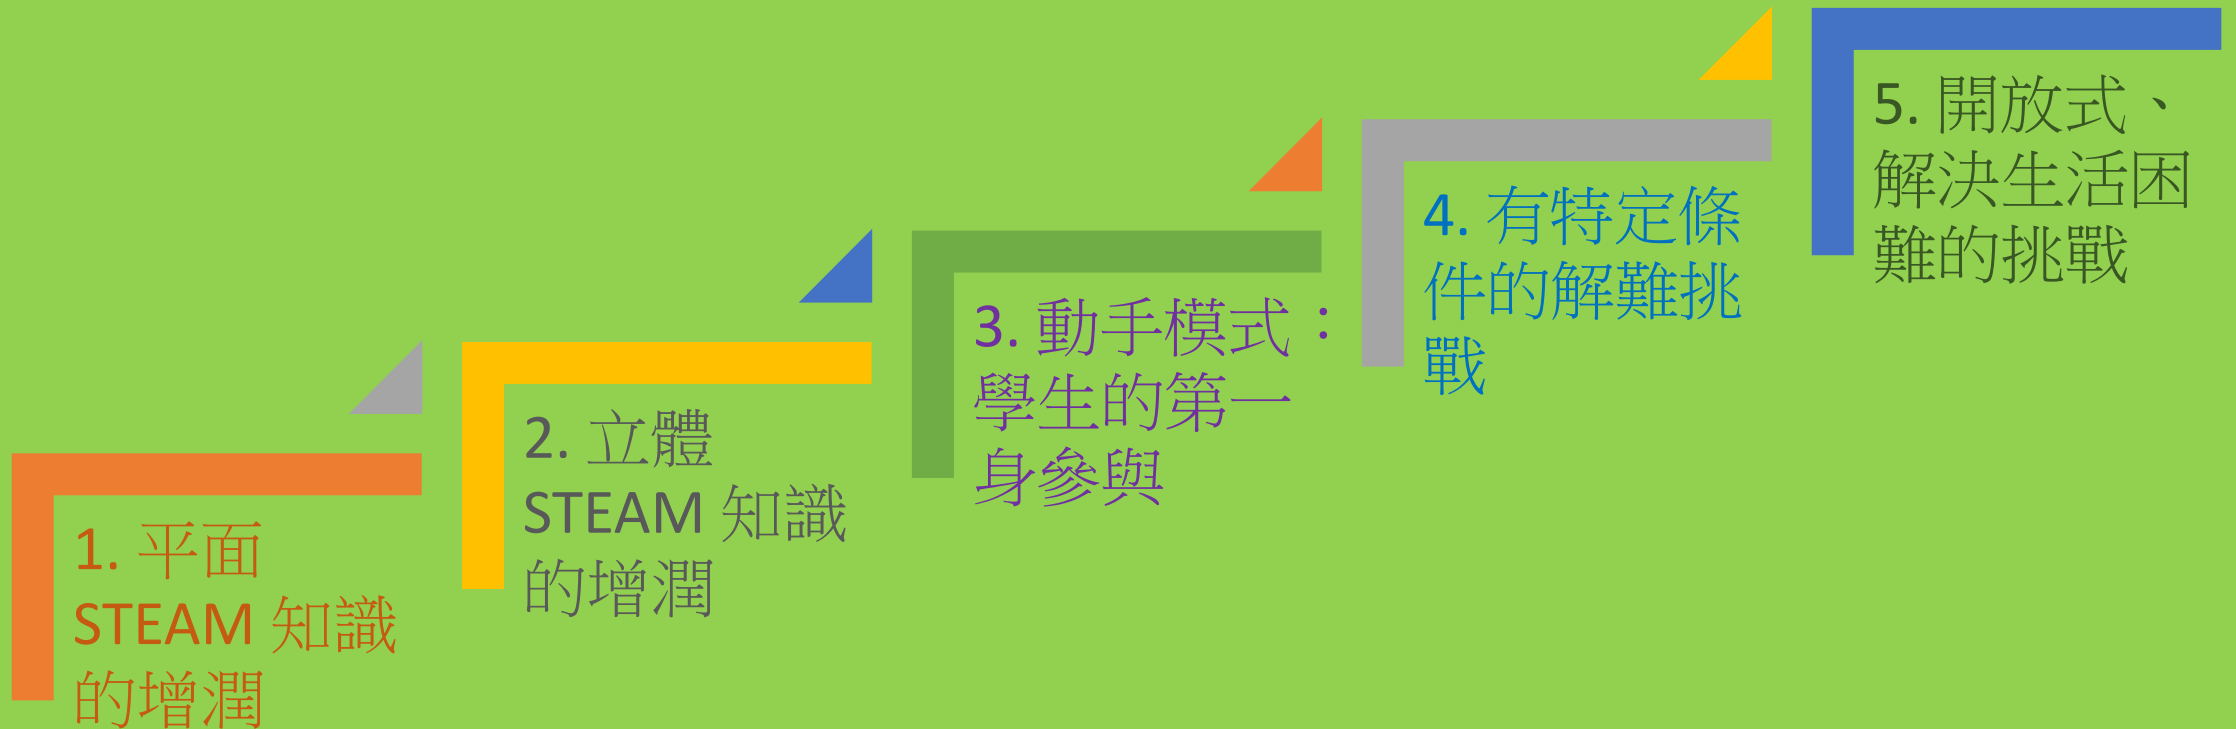 1. 平面
STEAM 知識
的增潤
2. 立體
STEAM 知識
的增潤
3. 動手模式：
學生的第一
身參與
4. 有特定條
件的解難挑
戰
5. 開放式、
解決生活困
難的挑戰